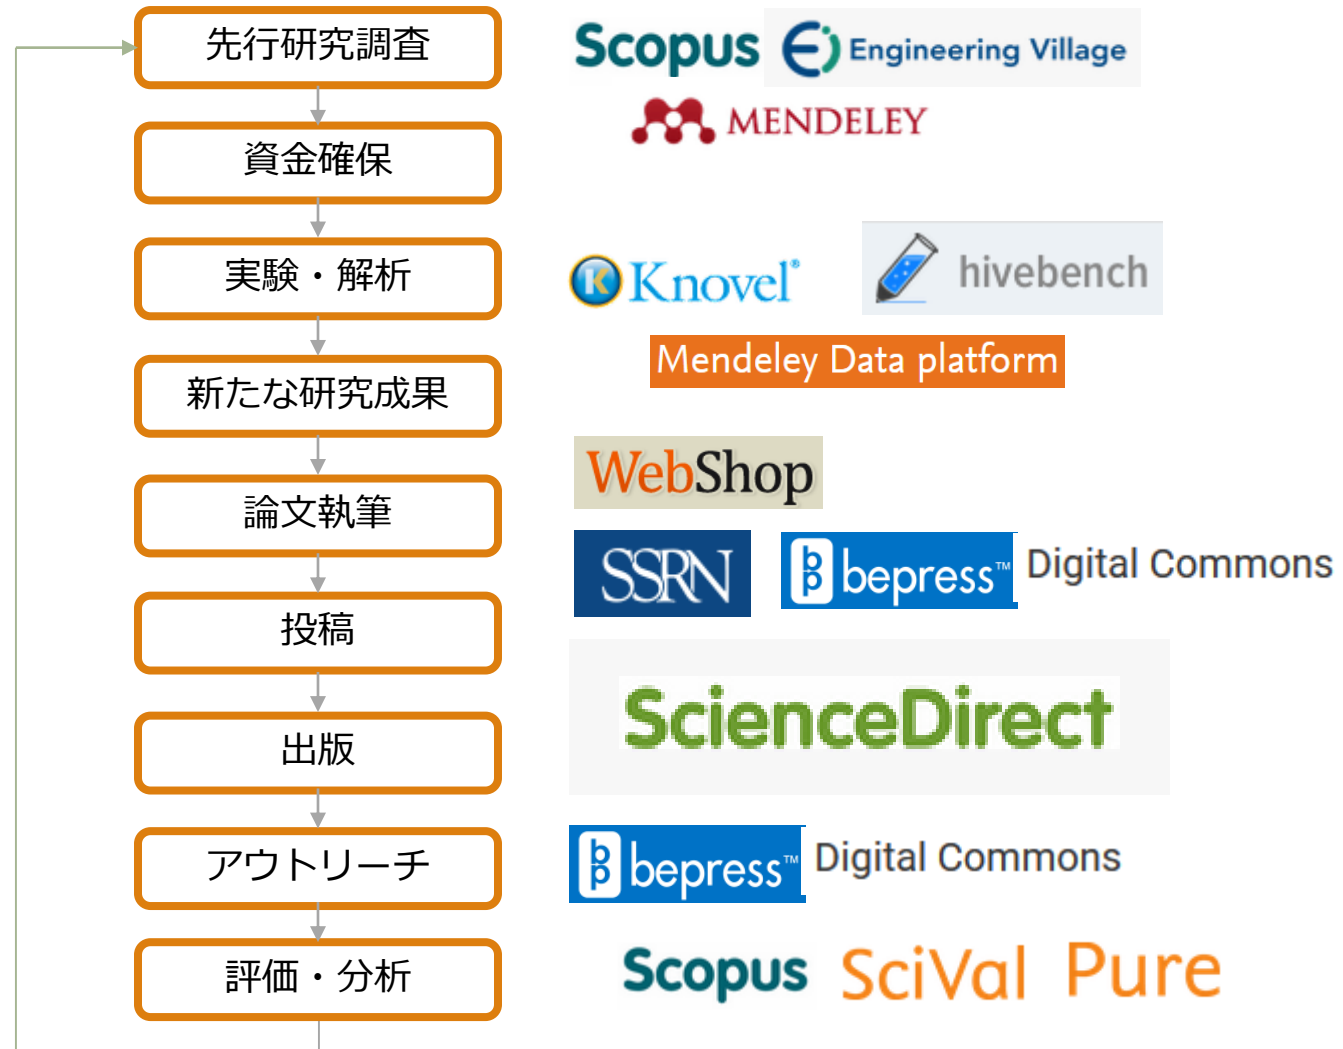 先行研究調査
Scopus
Engineering Village
MENDELEY
資金確保
実験・解析
Knovel®
hivebench
Mendeley Data platform
新たな研究成果
WebShop
論文執筆
SSRN
bepress™ Digital Commons
投稿
ScienceDirect
出版
アウトリーチ
bepress™ Digital Commons
評価・分析
Scopus SciVal Pure